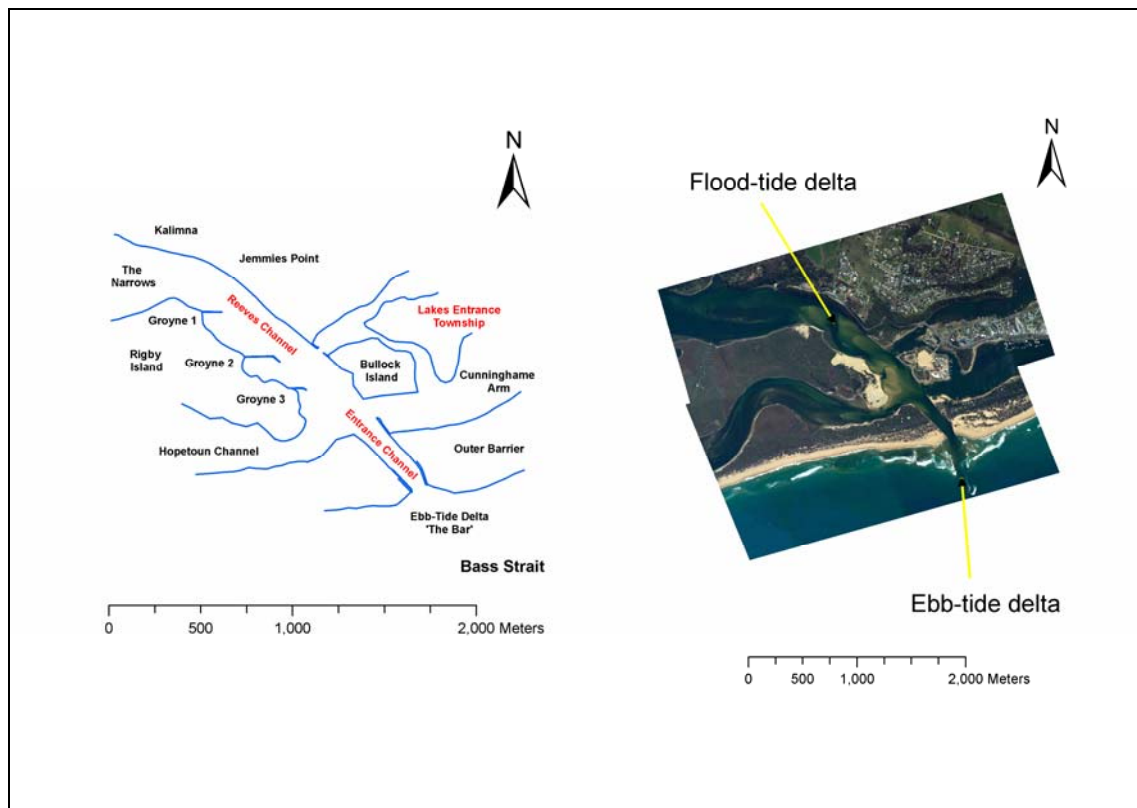 N
Kalimna
Jemmies Point
The
Narrows
Reeves Channel
Groyne 1
Lakes Entrance
Township
Rigby
Island
Groyne 2
Bullock
Island
Cunninghame
Arm
Groyne 3
Entrance Channel
Hopetoun Channel
Outer Barrier
Ebb-Tide Delta
'The Bar'
Bass Strait
0 500 1,000 2,000 Meters
N
Flood-tide delta
Ebb-tide delta
0 500 1,000 2,000 Meters